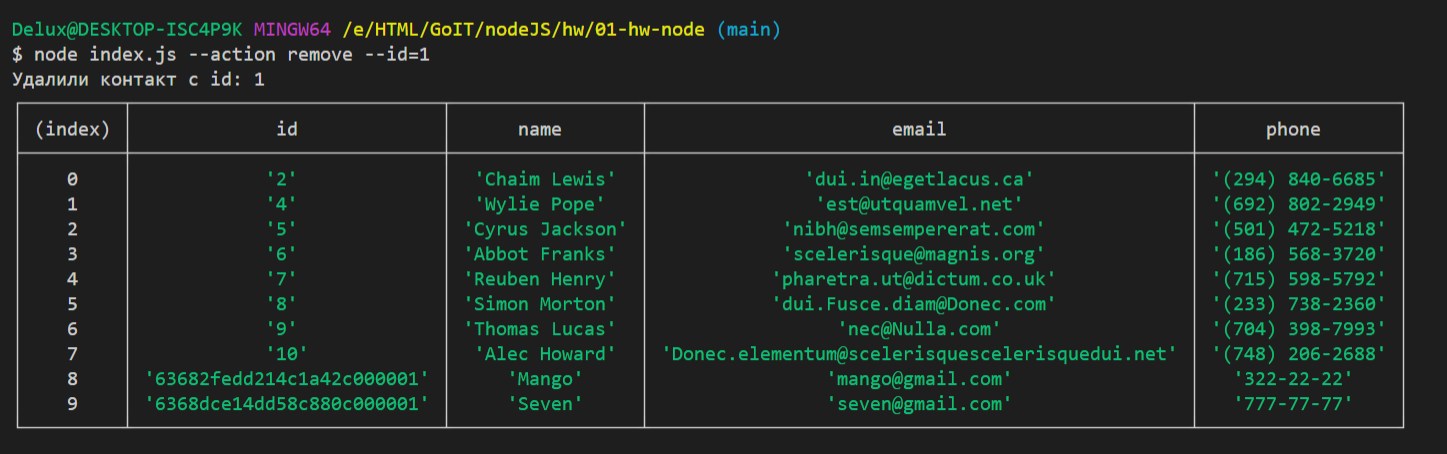 Delux@DESKTOP-ISC4P9K MINGW64 /e/HTML/GoIT/nodeJS/hw/01-hw-node (main)
$ node index.js --action remove --id=1
Удалили контакт с id: 1
(index) id name email phone
0 '2' 'Chaim Lewis' 'dui.in@egetlacus.ca' '(294) 840-6685'
1 '4' 'Wylie Pope' 'est@utquamvel.net' '(692) 802-2949'
2 '5' 'Cyrus Jackson' 'nibh@semsempererat.com' '(501) 472-5218'
3 '6' 'Abbot Franks' 'scelerisque@magnis.org' '(186) 568-3720'
4 '7' 'Reuben Henry' 'pharetra.ut@dictum.co.uk' '(715) 598-5792'
5 '8' 'Simon Morton' 'dui.Fusce.diam@Donec.com' '(233) 738-2360'
6 '9' 'Thomas Lucas' 'nec@Nulla.com' '(704) 398-7993'
7 '10' 'Alec Howard' 'Donec.elementum@scelerisquescelerisquedui.net' '(748) 206-2688'
8 '63682fedd214c1a42c000001' 'Mango' 'mango@gmail.com' '322-22-22'
9 '6368dce14dd58c880c000001' 'Seven' 'seven@gmail.com' '777-77-77'